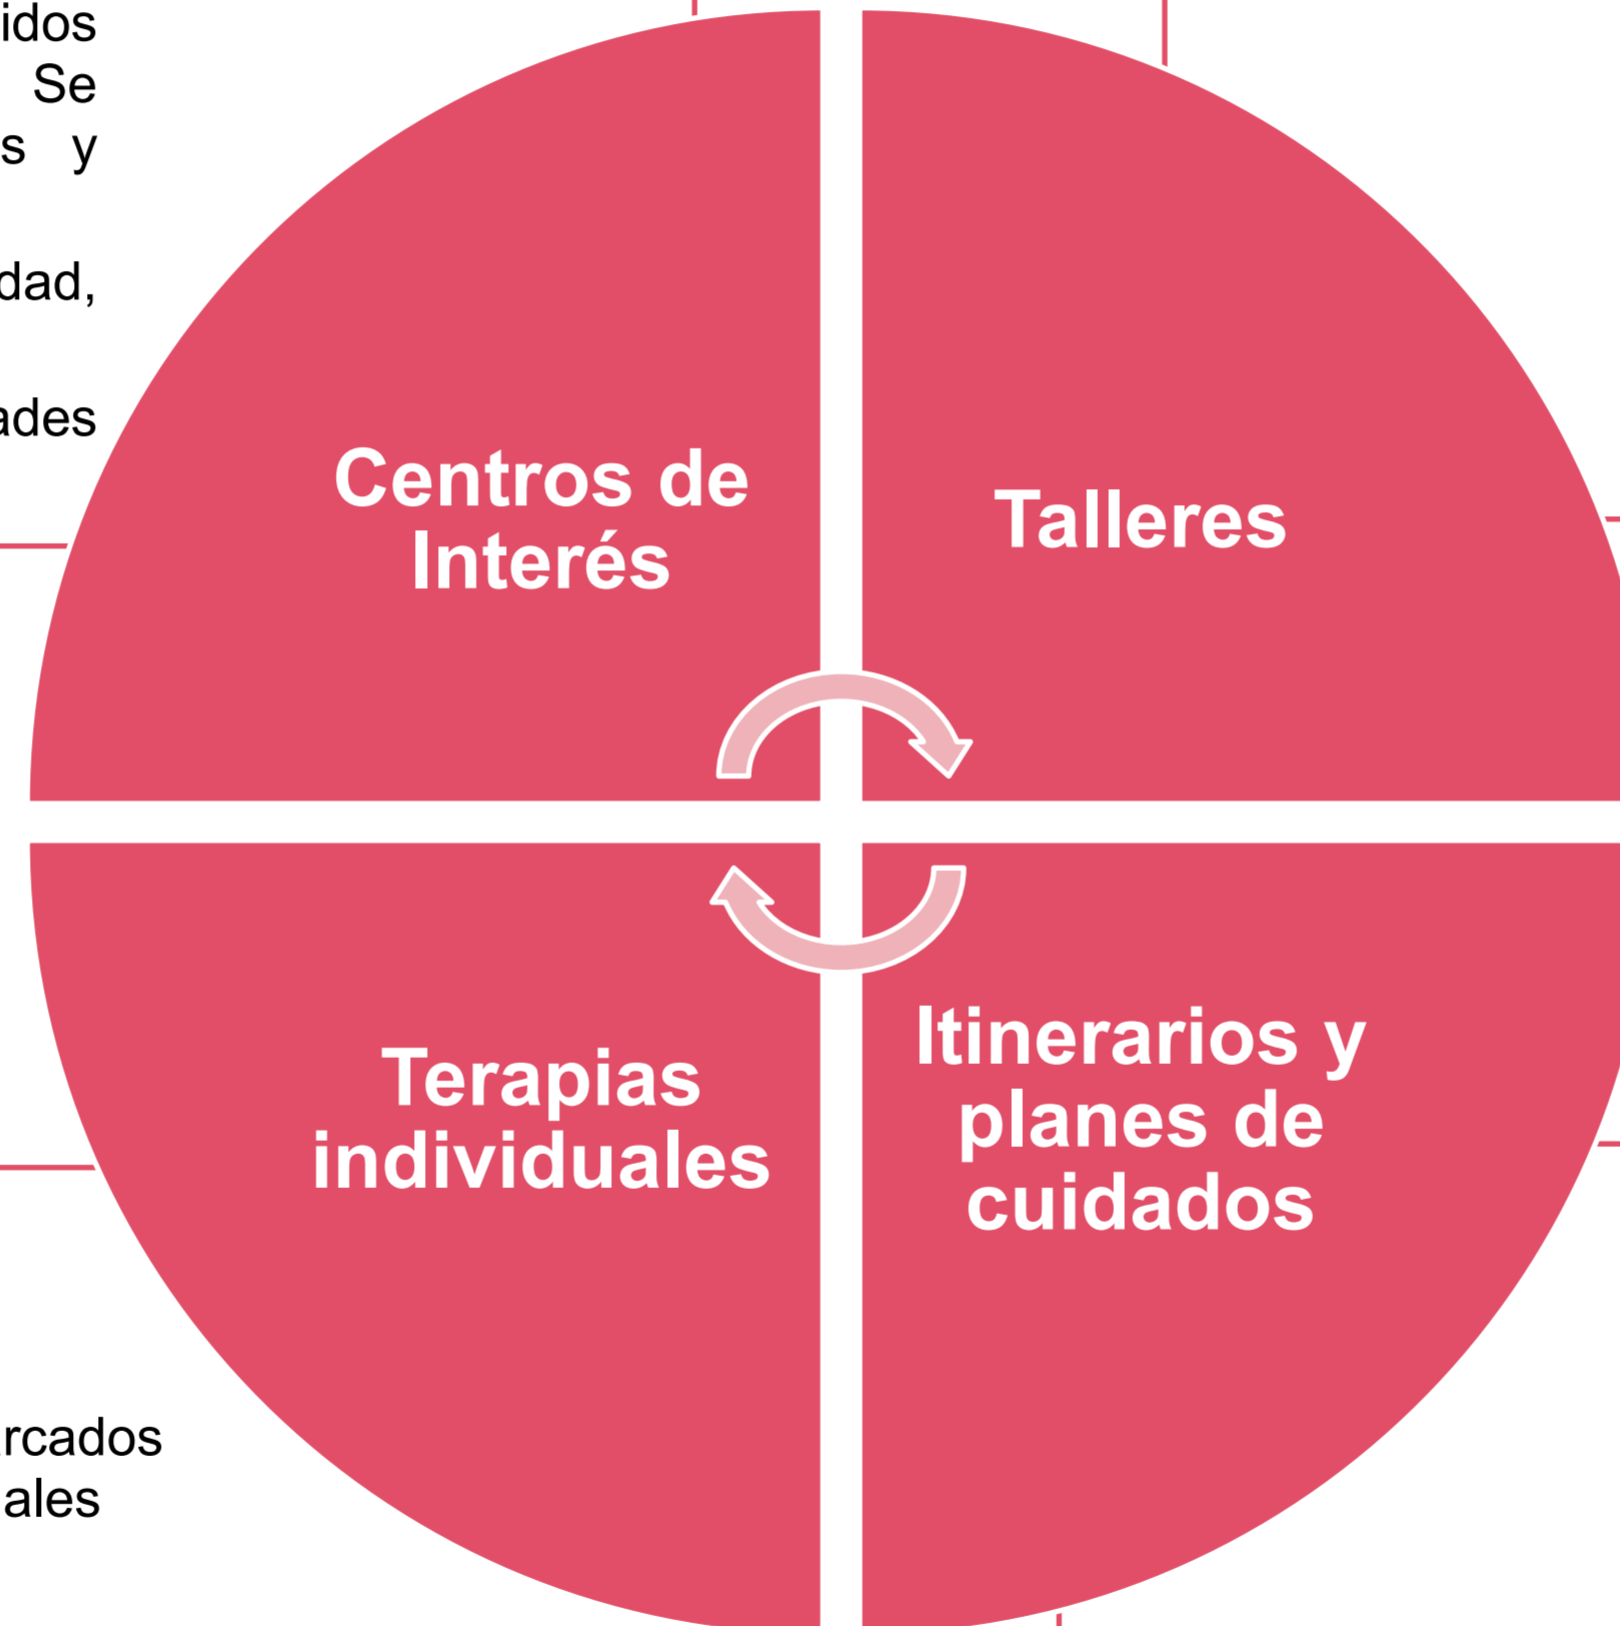 idos
Se
s y
dad,
ades
Centros de
Interés
Talleres
Terapias
individuales
Itinerarios y
planes de
cuidados
rcados
ales